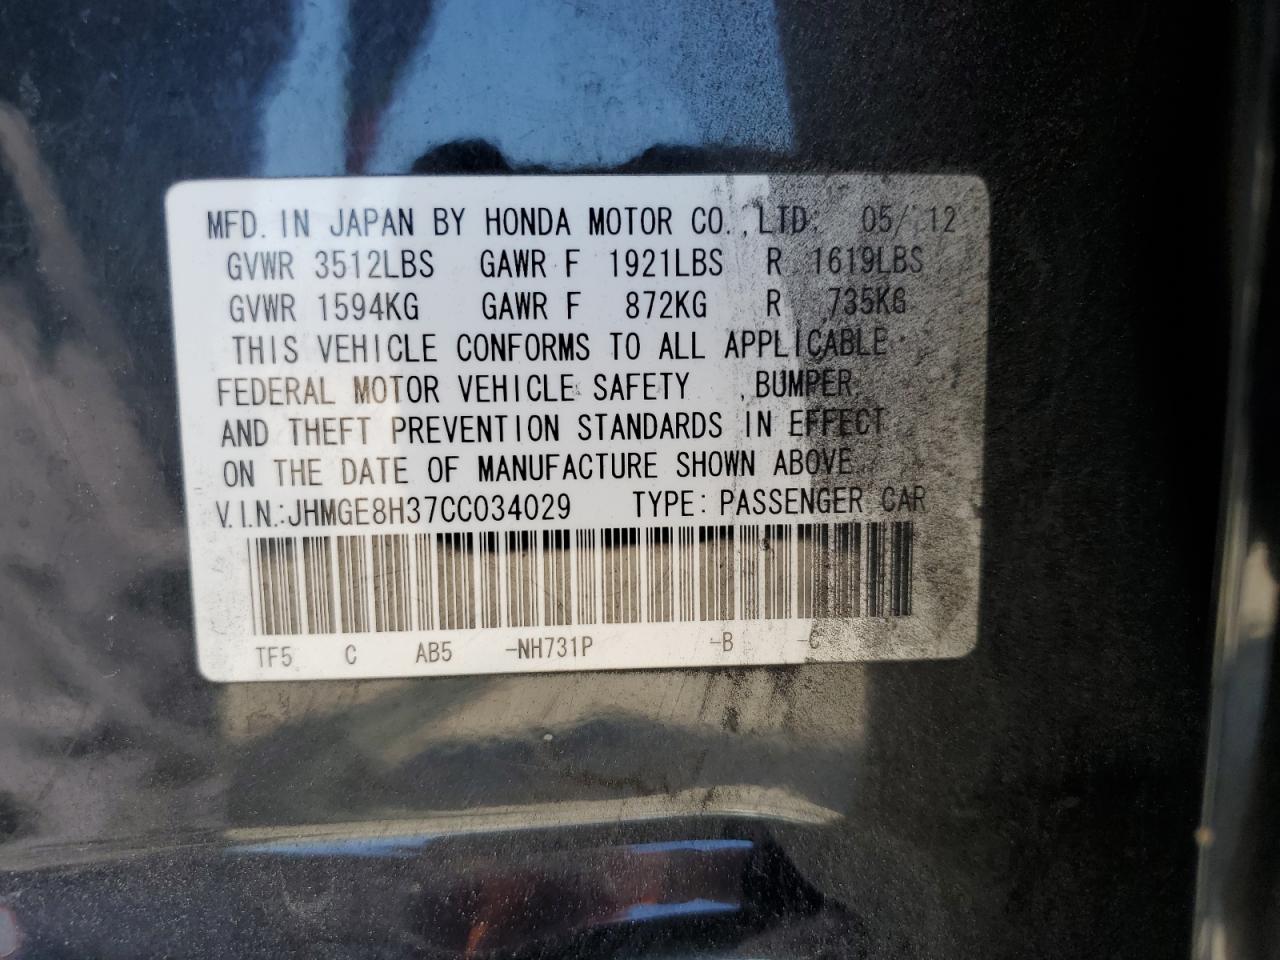 MFD. IN JAPAN BY HONDA MOTOR CO., LTD. 05/ 12
GVWR 3512LBS GAWR F 1921LBS R 1619LBS
GVWR 1594KG GAWR F 872KG R 735KG
THIS VEHICLE CONFORMS TO ALL APPLICABLE
FEDERAL MOTOR VEHICLE SAFETY , BUMPER,
AND THEFT PREVENTION STANDARDS IN EFFECT
ON THE DATE OF MANUFACTURE SHOWN ABOVE.
V.I.N.:JHMGE8H37CC034029 TYPE: PASSENGER CAR
TF5 C AB5 -NH731P -B -C